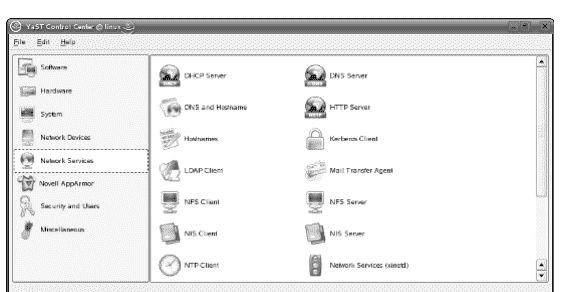 YaST Control Center @ linux
File Edit Help
Software
Hardware
System
Network Devices
Network Services
Novell AppArmor
Security and Users
Miscellaneous
DHCP Server
DNS Server
DNS and Hostname
HTTP Server
Hostnames
Kerberos Client
LDAP Client
Mail Transfer Agent
NFS Client
NFS Server
NIS Client
NIS Server
NTP Client
Network Services (xinetd)